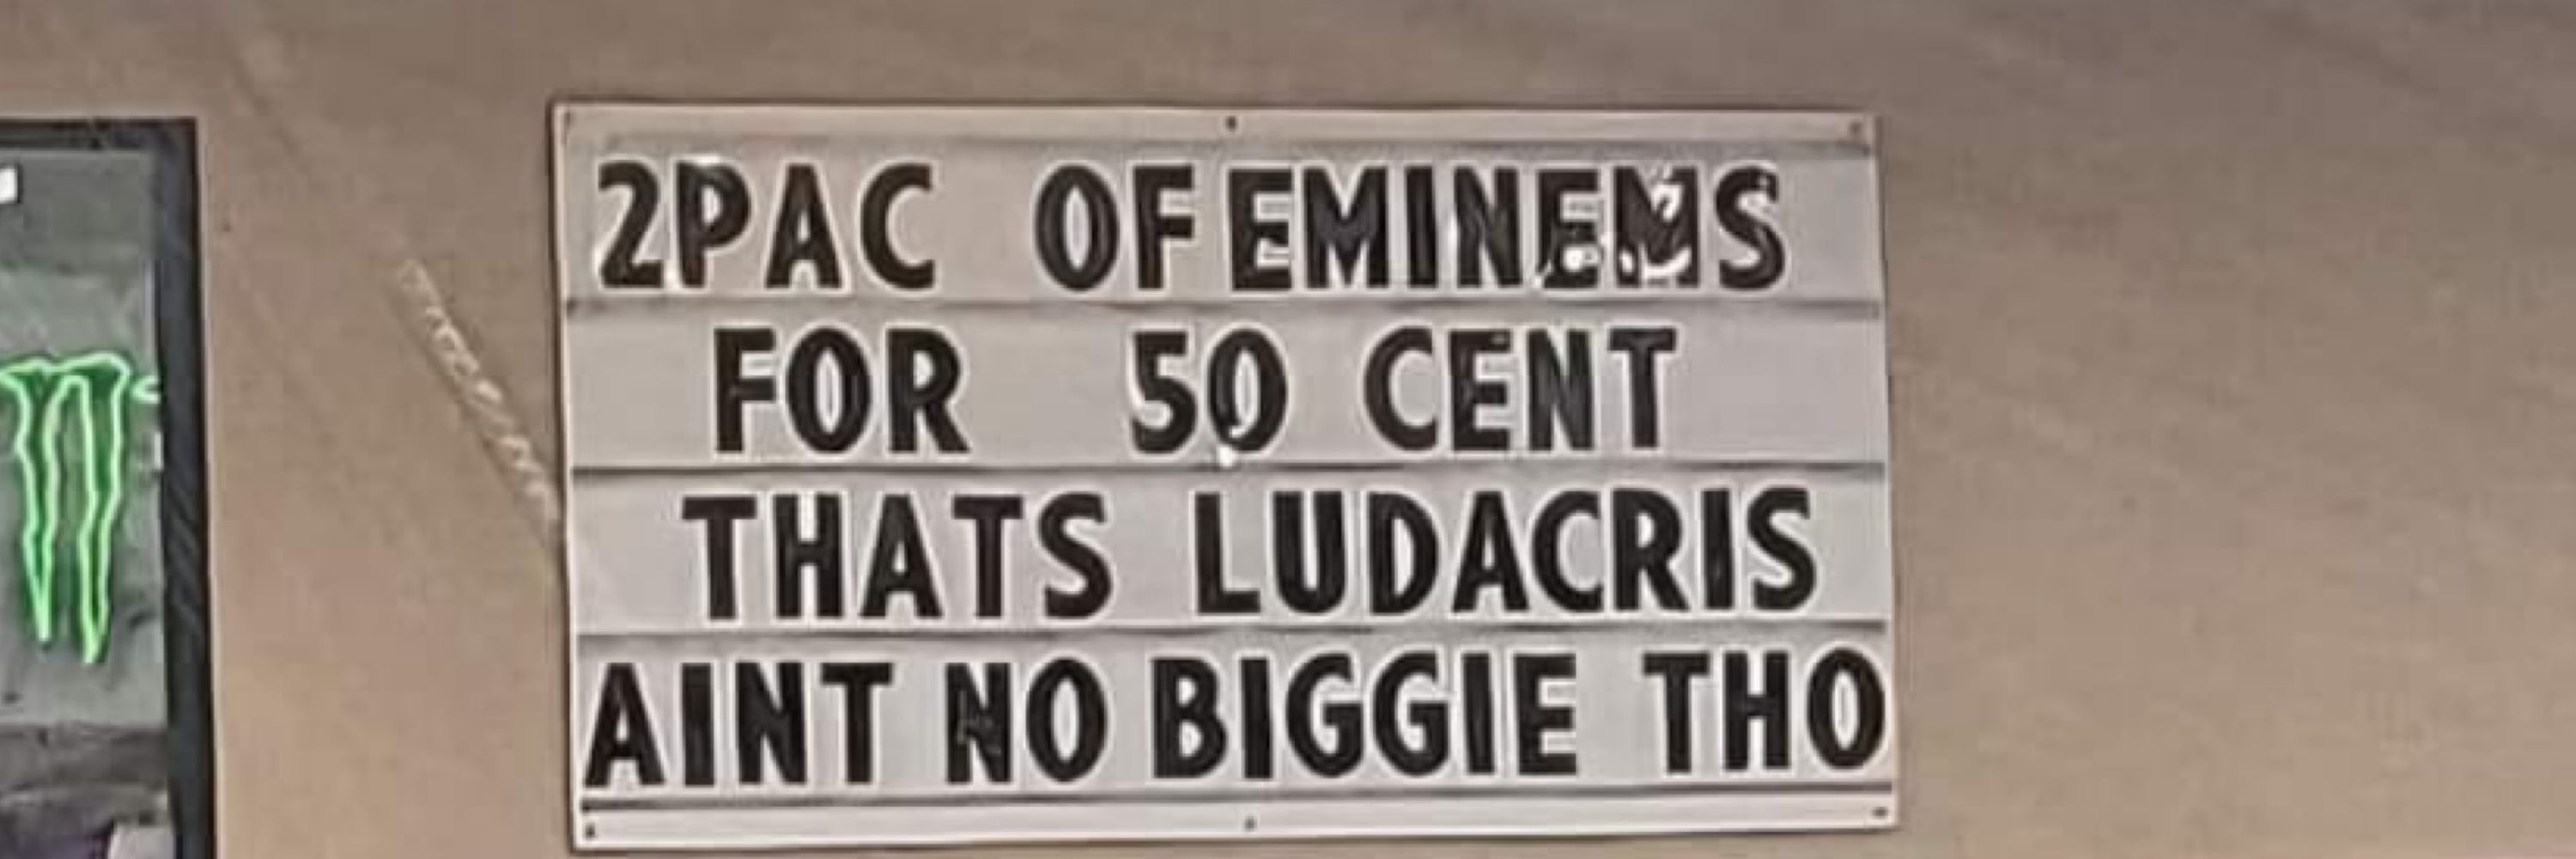 2PAC OF EMINEMS
FOR 50 CENT
THATS LUDACRIS
AINT NO BIGGIE THO